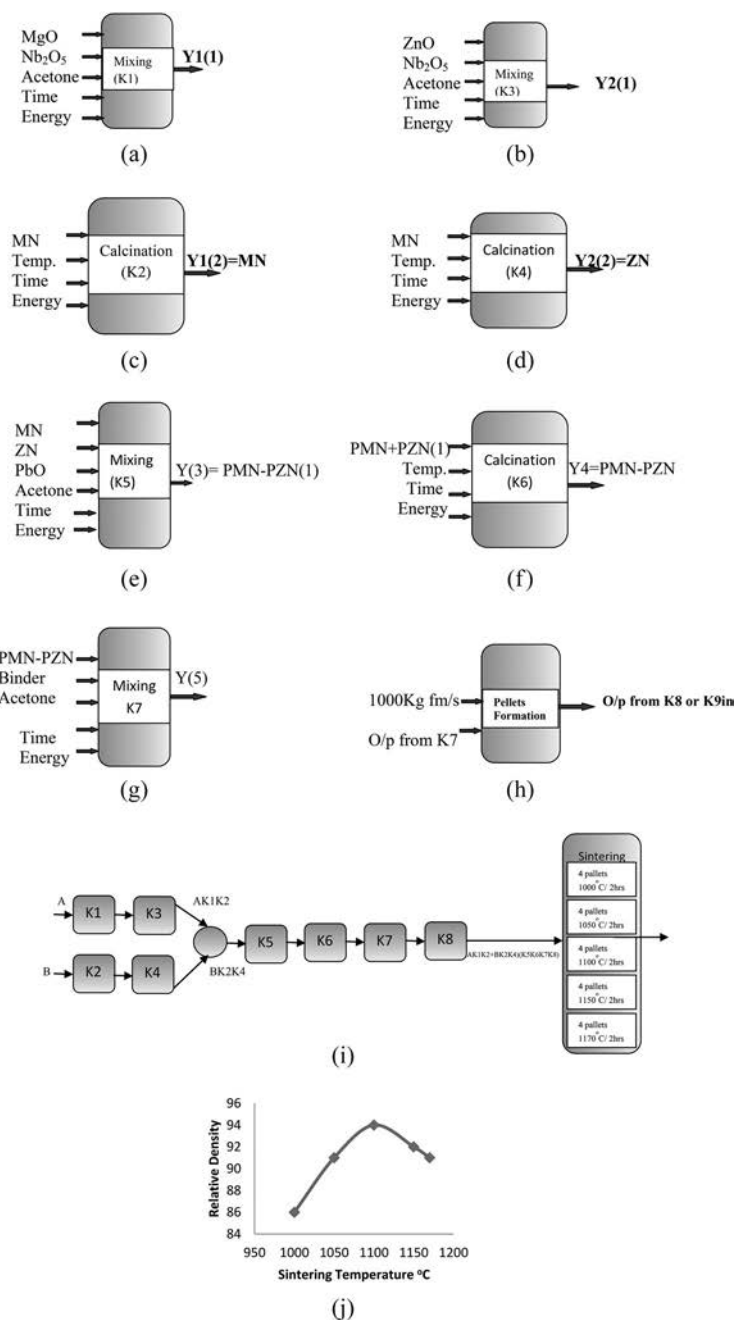 MgO
Nb₂O₅
Acetone
Time
Energy
Mixing
(K1)
Y1(1)
(a)
ZnO
Nb₂O₅
Acetone
Time
Energy
Mixing
(K3)
Y2(1)
(b)
MN
Temp.
Time
Energy
Calcination
(K2)
Y1(2)=MN
(c)
MN
Temp.
Time
Energy
Calcination
(K4)
Y2(2)=ZN
(d)
MN
ZN
PbO
Acetone
Time
Energy
Mixing
(K5)
Y(3)= PMN-PZN(1)
(e)
PMN+PZN(1)
Temp.
Time
Energy
Calcination
(K6)
Y4=PMN-PZN
(f)
PMN-PZN
Binder
Acetone
Time
Energy
Mixing
K7
Y(5)
(g)
1000Kg fm/s
O/p from K7
Pellets
Formation
O/p from K8 or K9in
(h)
A
K1
K3
AK1K2
B
K2
K4
BK2K4
K5
K6
K7
K8
(AK1K2+BK2K4)(K5K6K7K8)
Sintering
4 pallets
1000°C/ 2hrs
4 pallets
1050°C/ 2hrs
4 pallets
1100°C/ 2hrs
4 pallets
1150°C/ 2hrs
4 pallets
1170°C/ 2hrs
(i)
Relative Density
96
94
92
90
88
86
84
950 1000 1050 1100 1150 1200
Sintering Temperature ºC
(j)